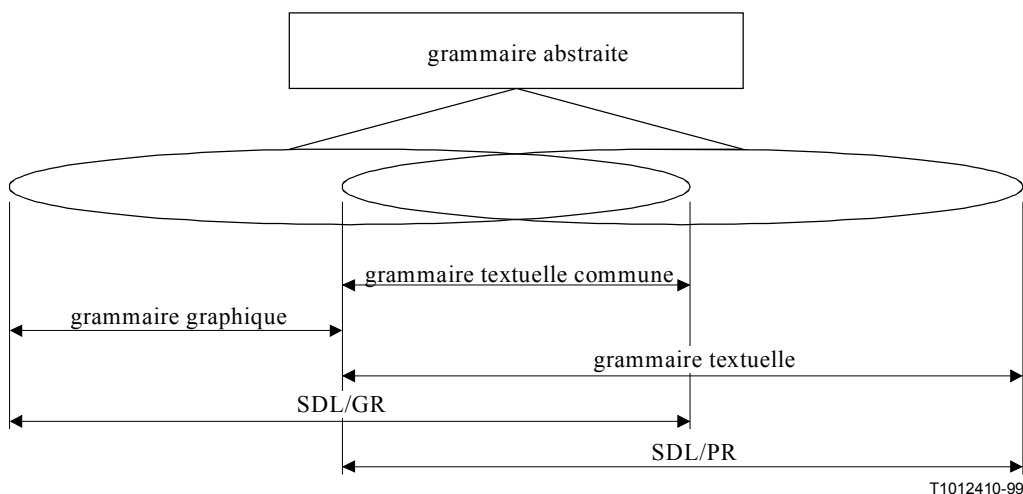 grammaire abstraite
grammaire textuelle commune
grammaire graphique
grammaire textuelle
SDL/GR
SDL/PR
T1012410-99